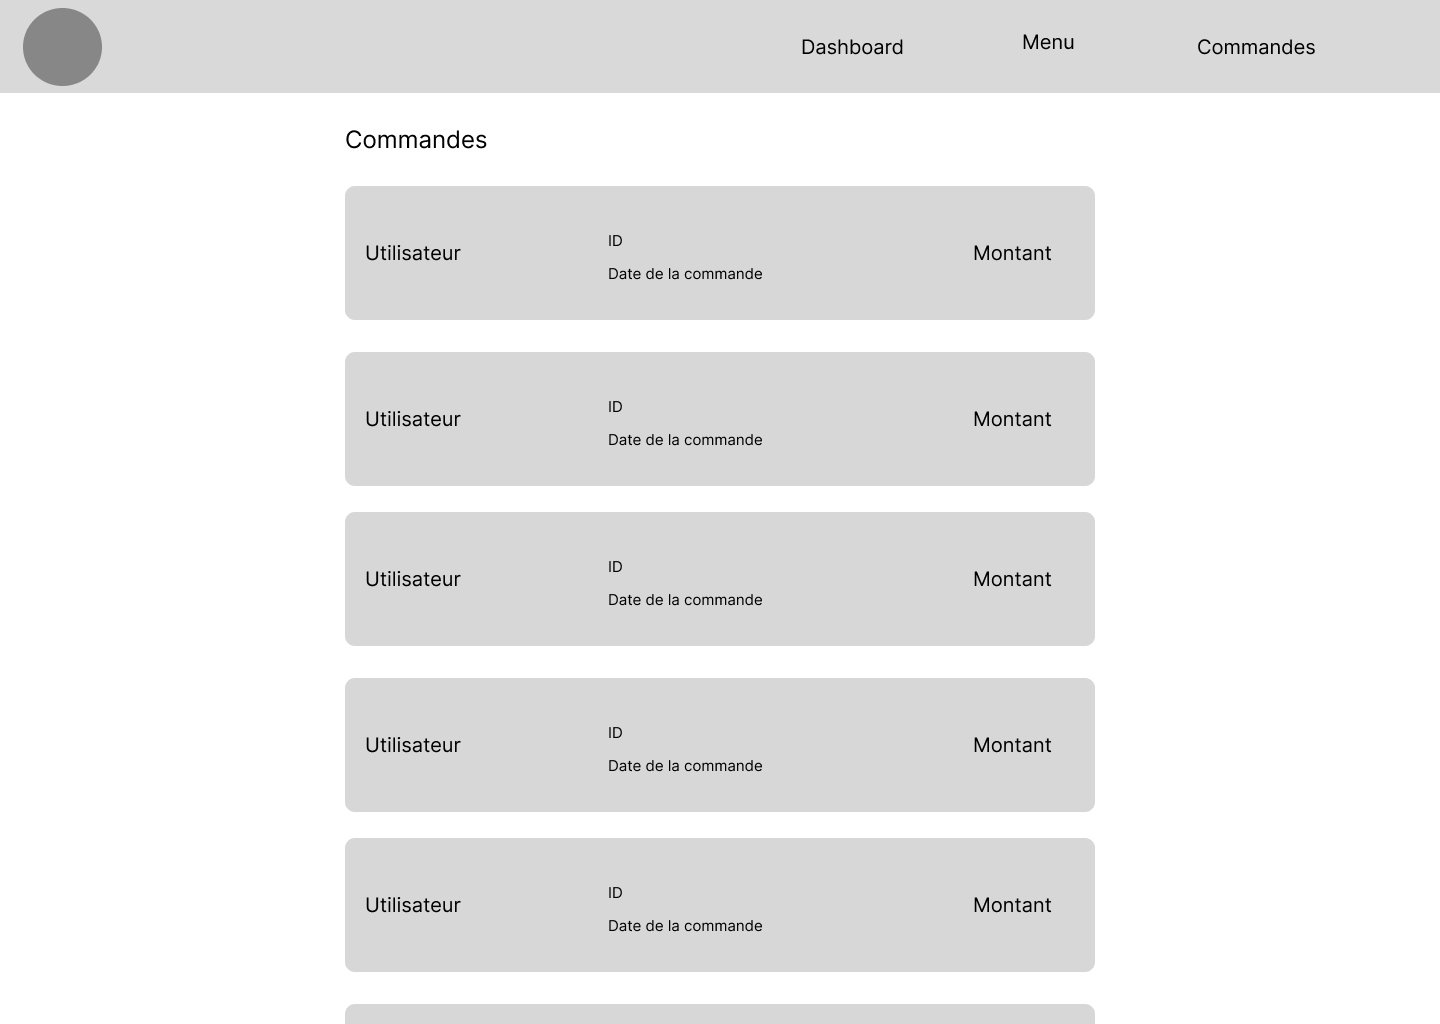 Dashboard
Menu
Commandes
Commandes
Utilisateur
ID
Date de la commande
Montant
Utilisateur
ID
Date de la commande
Montant
Utilisateur
ID
Date de la commande
Montant
Utilisateur
ID
Date de la commande
Montant
Utilisateur
ID
Date de la commande
Montant